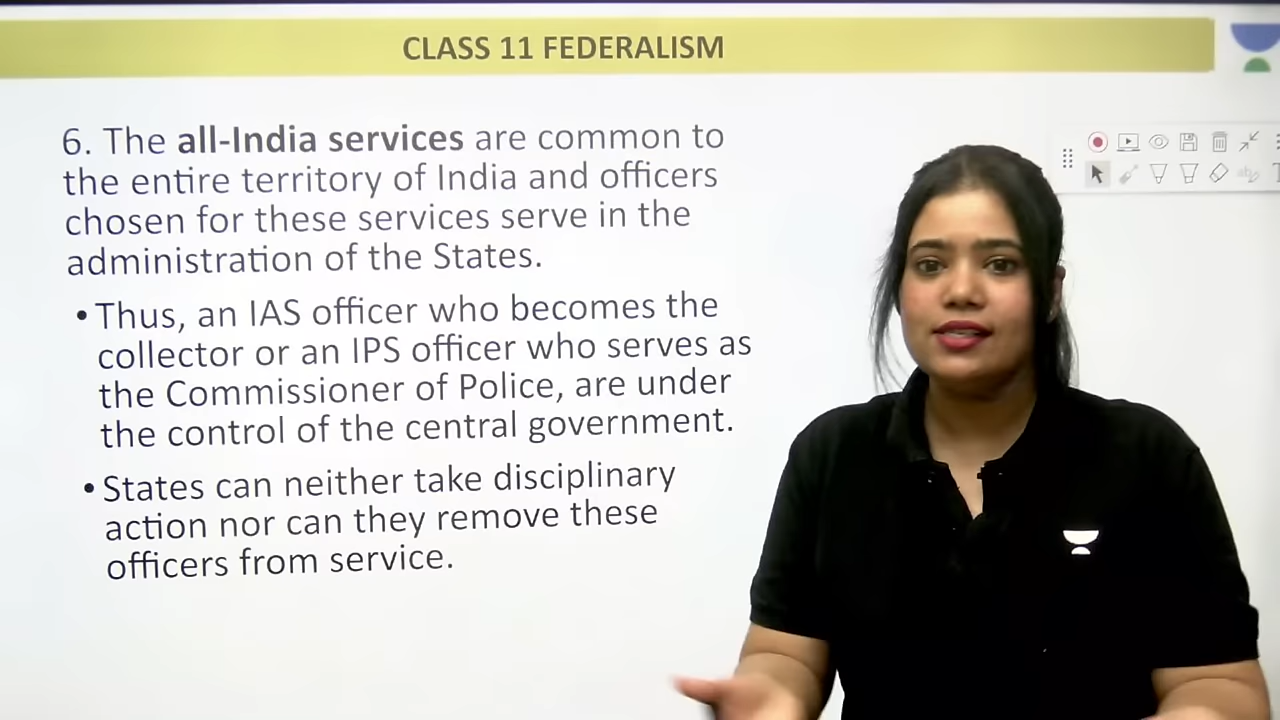 CLASS 11 FEDERALISM
6. The all-India services are common to
the entire territory of India and officers
chosen for these services serve in the
administration of the States.
• Thus, an IAS officer who becomes the
collector or an IPS officer who serves as
the Commissioner of Police, are under
the control of the central government.
• States can neither take disciplinary
action nor can they remove these
officers from service.